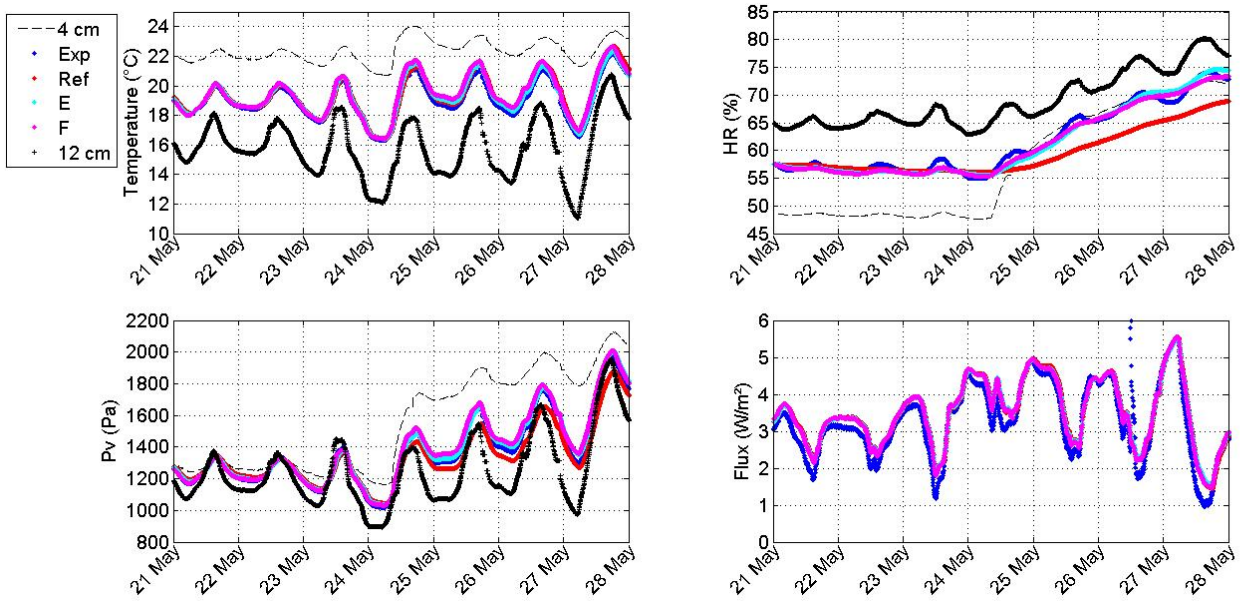 4 cm
Exp
Ref
E
F
12 cm
Tenperature (°C)
24
22
20
18
16
14
12
10
21 May
22 May
23 May
24 May
25 May
26 May
27 May
28 May
HR (%)
85
80
75
70
65
60
55
50
45
21 May
22 May
23 May
24 May
25 May
26 May
27 May
28 May
Pv (Pa)
2200
2000
1800
1600
1400
1200
1000
800
21 May
22 May
23 May
24 May
25 May
26 May
27 May
28 May
Flux (W/m²)
6
5
4
3
2
1
0
21 May
22 May
23 May
24 May
25 May
26 May
27 May
28 May